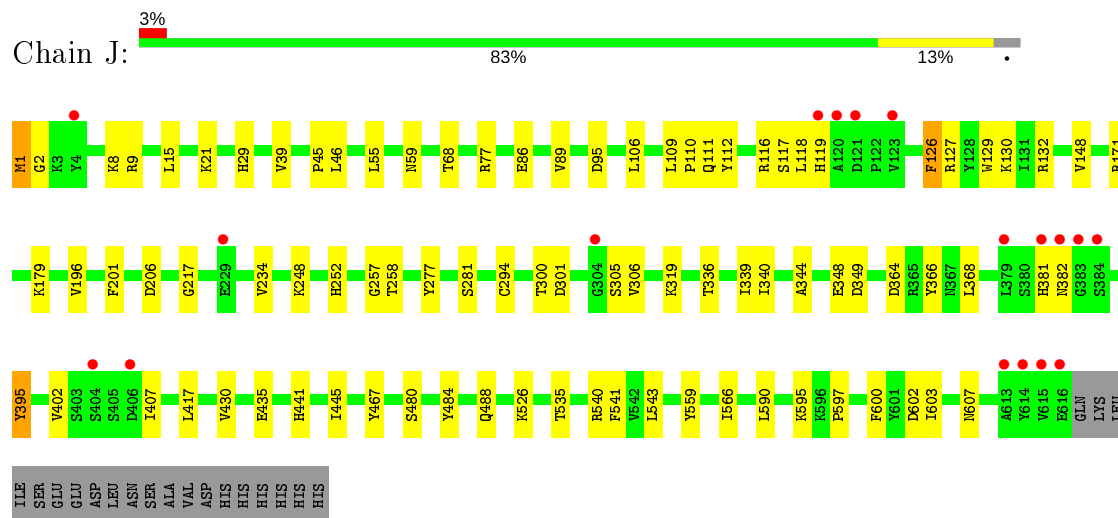 3%
Chain J:
83% 13% •
M1 G2 K3 Y4 K8 R9 L15 K21 H29 V39 P45 L46 L55 N59 T68 R77 E86 V89 D95 L106 L109 P110 Q111 Y112 R116 S117 L118 H119 A120 D121 P122 V123 F126 R127 Y128 W129 K130 I131 R132 V148
K179 V196 F201 D206 G217 E229 V234 K248 H252 G257 T258 Y277 S281 C294 T300 D301 G304 S305 V306 K319 T336 I339 I340 A344 E348 D349 D364 R365 Y366 N367 L368 L379 S380 H381 N382 G383 S384
Y395 V402 S403 S404 S405 D406 I407 L417 V430 E435 H441 I445 Y467 S480 Y484 Q488 K526 T535 R540 F541 V542 L543 Y559 I566 L590 K595 K596 P597 F600 Y601 D602 I603 N607 A613 Y614 V615 E616 GLN LYS
ILE SER GLU GLU ASP LEU ASN SER ALA VAL ASP HIS HIS HIS HIS HIS HIS